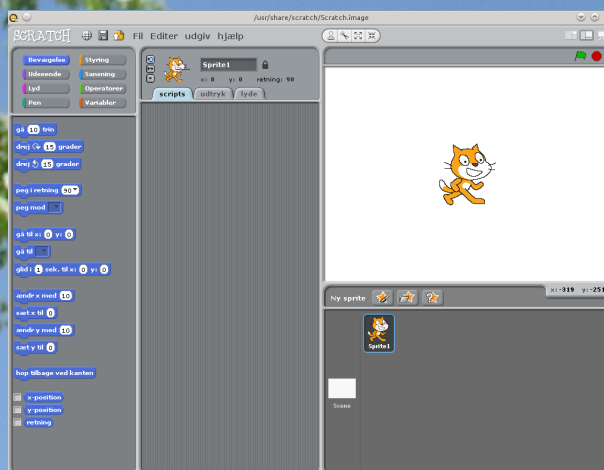 /usr/share/scratch/Scratch.image
SCRATCH Fil Editer udgiv hjælp
Bevægelse Styring
Udseende Sansning
Lyd Operatorer
Pen Variabler
Sprite1
x: 0 y: 0 retning: 90
scripts udtryk lyde
gå 10 trin
drej 15 grader
drej 15 grader
peg i retning 90
peg mod
gå til x: 0 y: 0
gå til
glid i 1 sek. til x: 0 y: 0
ændr x med 10
sæt x til 0
ændr y med 10
sæt y til 0
hop tilbage ved kanten
x-position
y-position
retning
x: -319 y: -251
Ny sprite
Sprite1
Scene